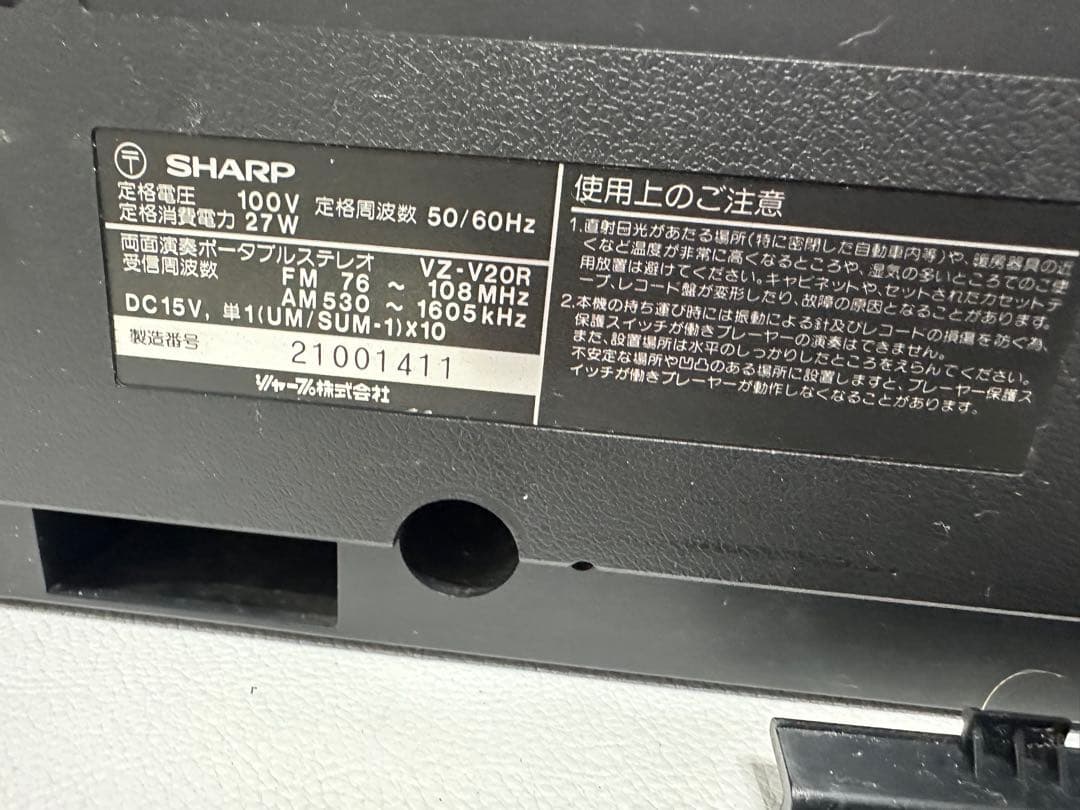 〒 SHARP
定格電圧 100V 定格周波数 50/60Hz
定格消費電力 27W
両面演奏ポータブルステレオ VZ-V20R
受信周波数 FM 76 ~ 108MHz
AM 530 ~ 1605kHz
DC15V, 単1(UM/SUM-1)×10
製造番号 21001411
シャープ株式会社
使用上のご注意
1.直射日光があたる場所(特に密閉した自動車内等)や、暖房器具の近
くなど温度が非常に高くなるところや、湿気の多いところでのご使
用放置は避けてください。キャビネットや、セットされたカセットテ
ープ、レコード盤が変形したり、故障の原因となることがあります。
2.本機の持ち運び時には振動による針及びレコードの損傷を防ぐ為、
保護スイッチが働きプレーヤーの演奏はできません。
また、設置場所は水平のしっかりしたところをえらんでください。
不安定な場所や凹凸のある場所に設置しますと、プレーヤー保護ス
イッチが働きプレーヤーが動作しなくなることがあります。